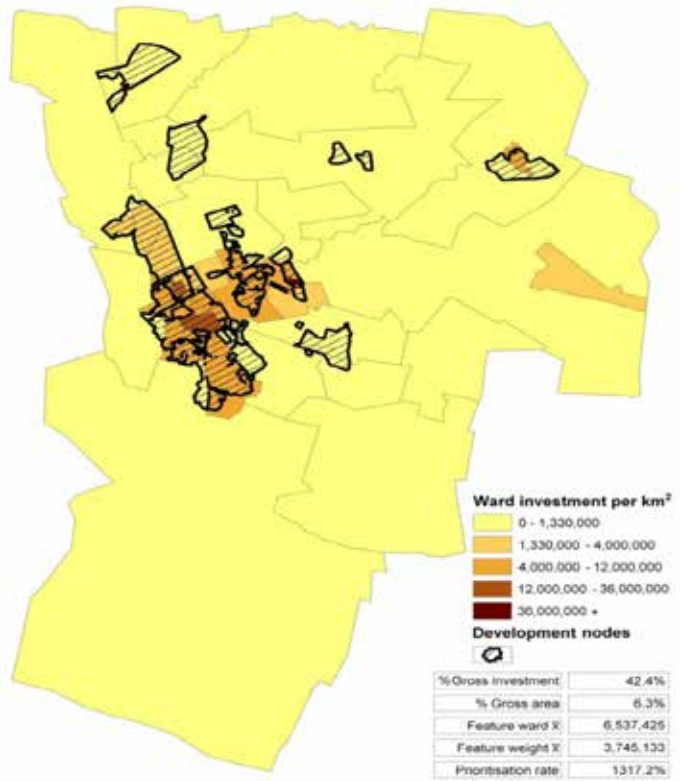 Ward investment per km²
0 - 1,330,000
1,330,000 - 4,000,000
4,000,000 - 12,000,000
12,000,000 - 36,000,000
36,000,000 +
Development nodes
% Gross investment 42.4%
% Gross area 6.3%
Feature ward x̄ 6,537,425
Feature weight x̄ 3,745,133
Prioritisation rate 1317.2%